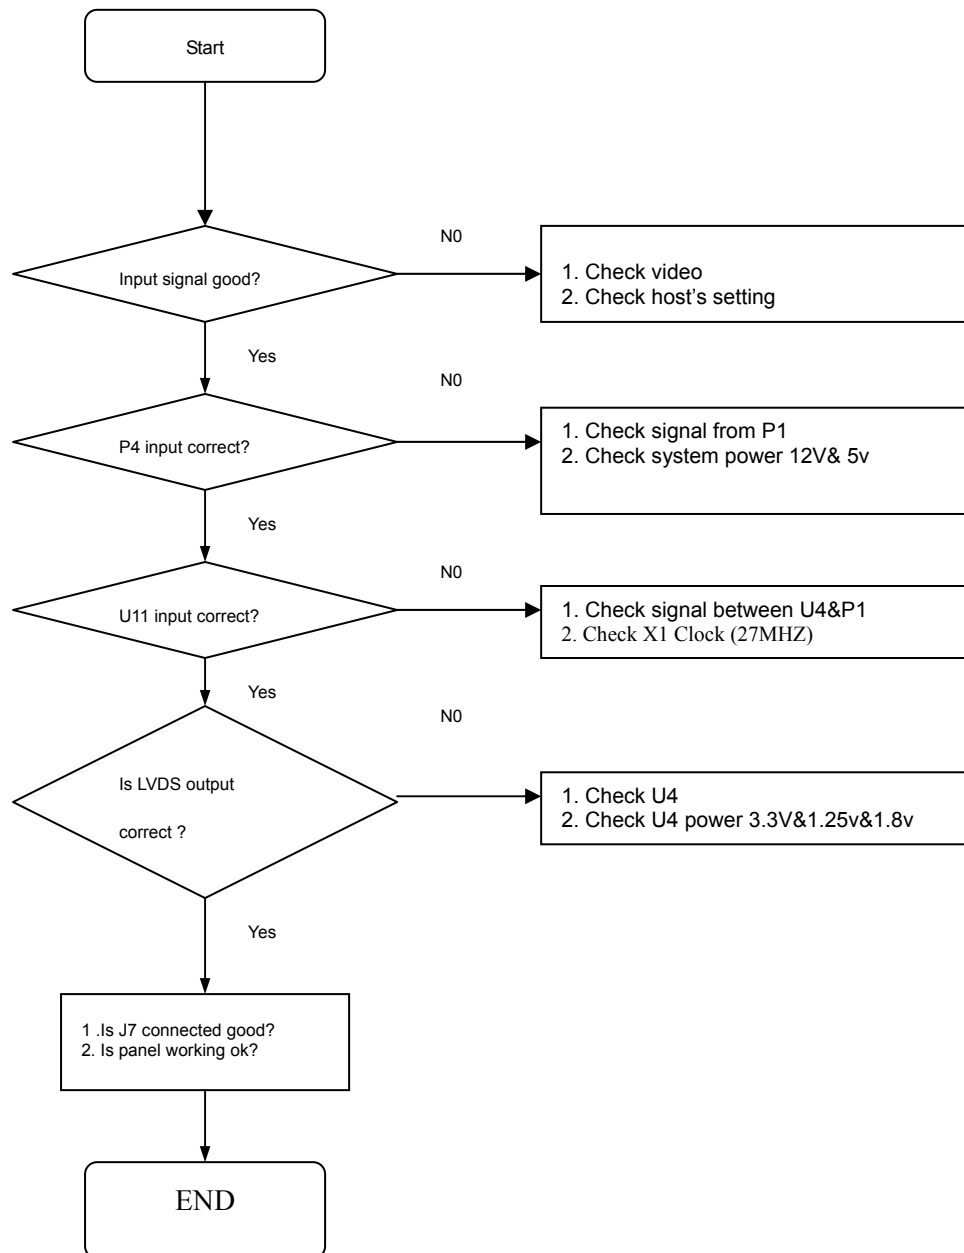 Start
N0
Input signal good?
1. Check video
2. Check host's setting
Yes
N0
P4 input correct?
1. Check signal from P1
2. Check system power 12V& 5v
Yes
N0
U11 input correct?
1. Check signal between U4&P1
2. Check X1 Clock (27MHZ)
Yes
N0
Is LVDS output
correct ?
1. Check U4
2. Check U4 power 3.3V&1.25v&1.8v
Yes
1 .Is J7 connected good?
2. Is panel working ok?
END